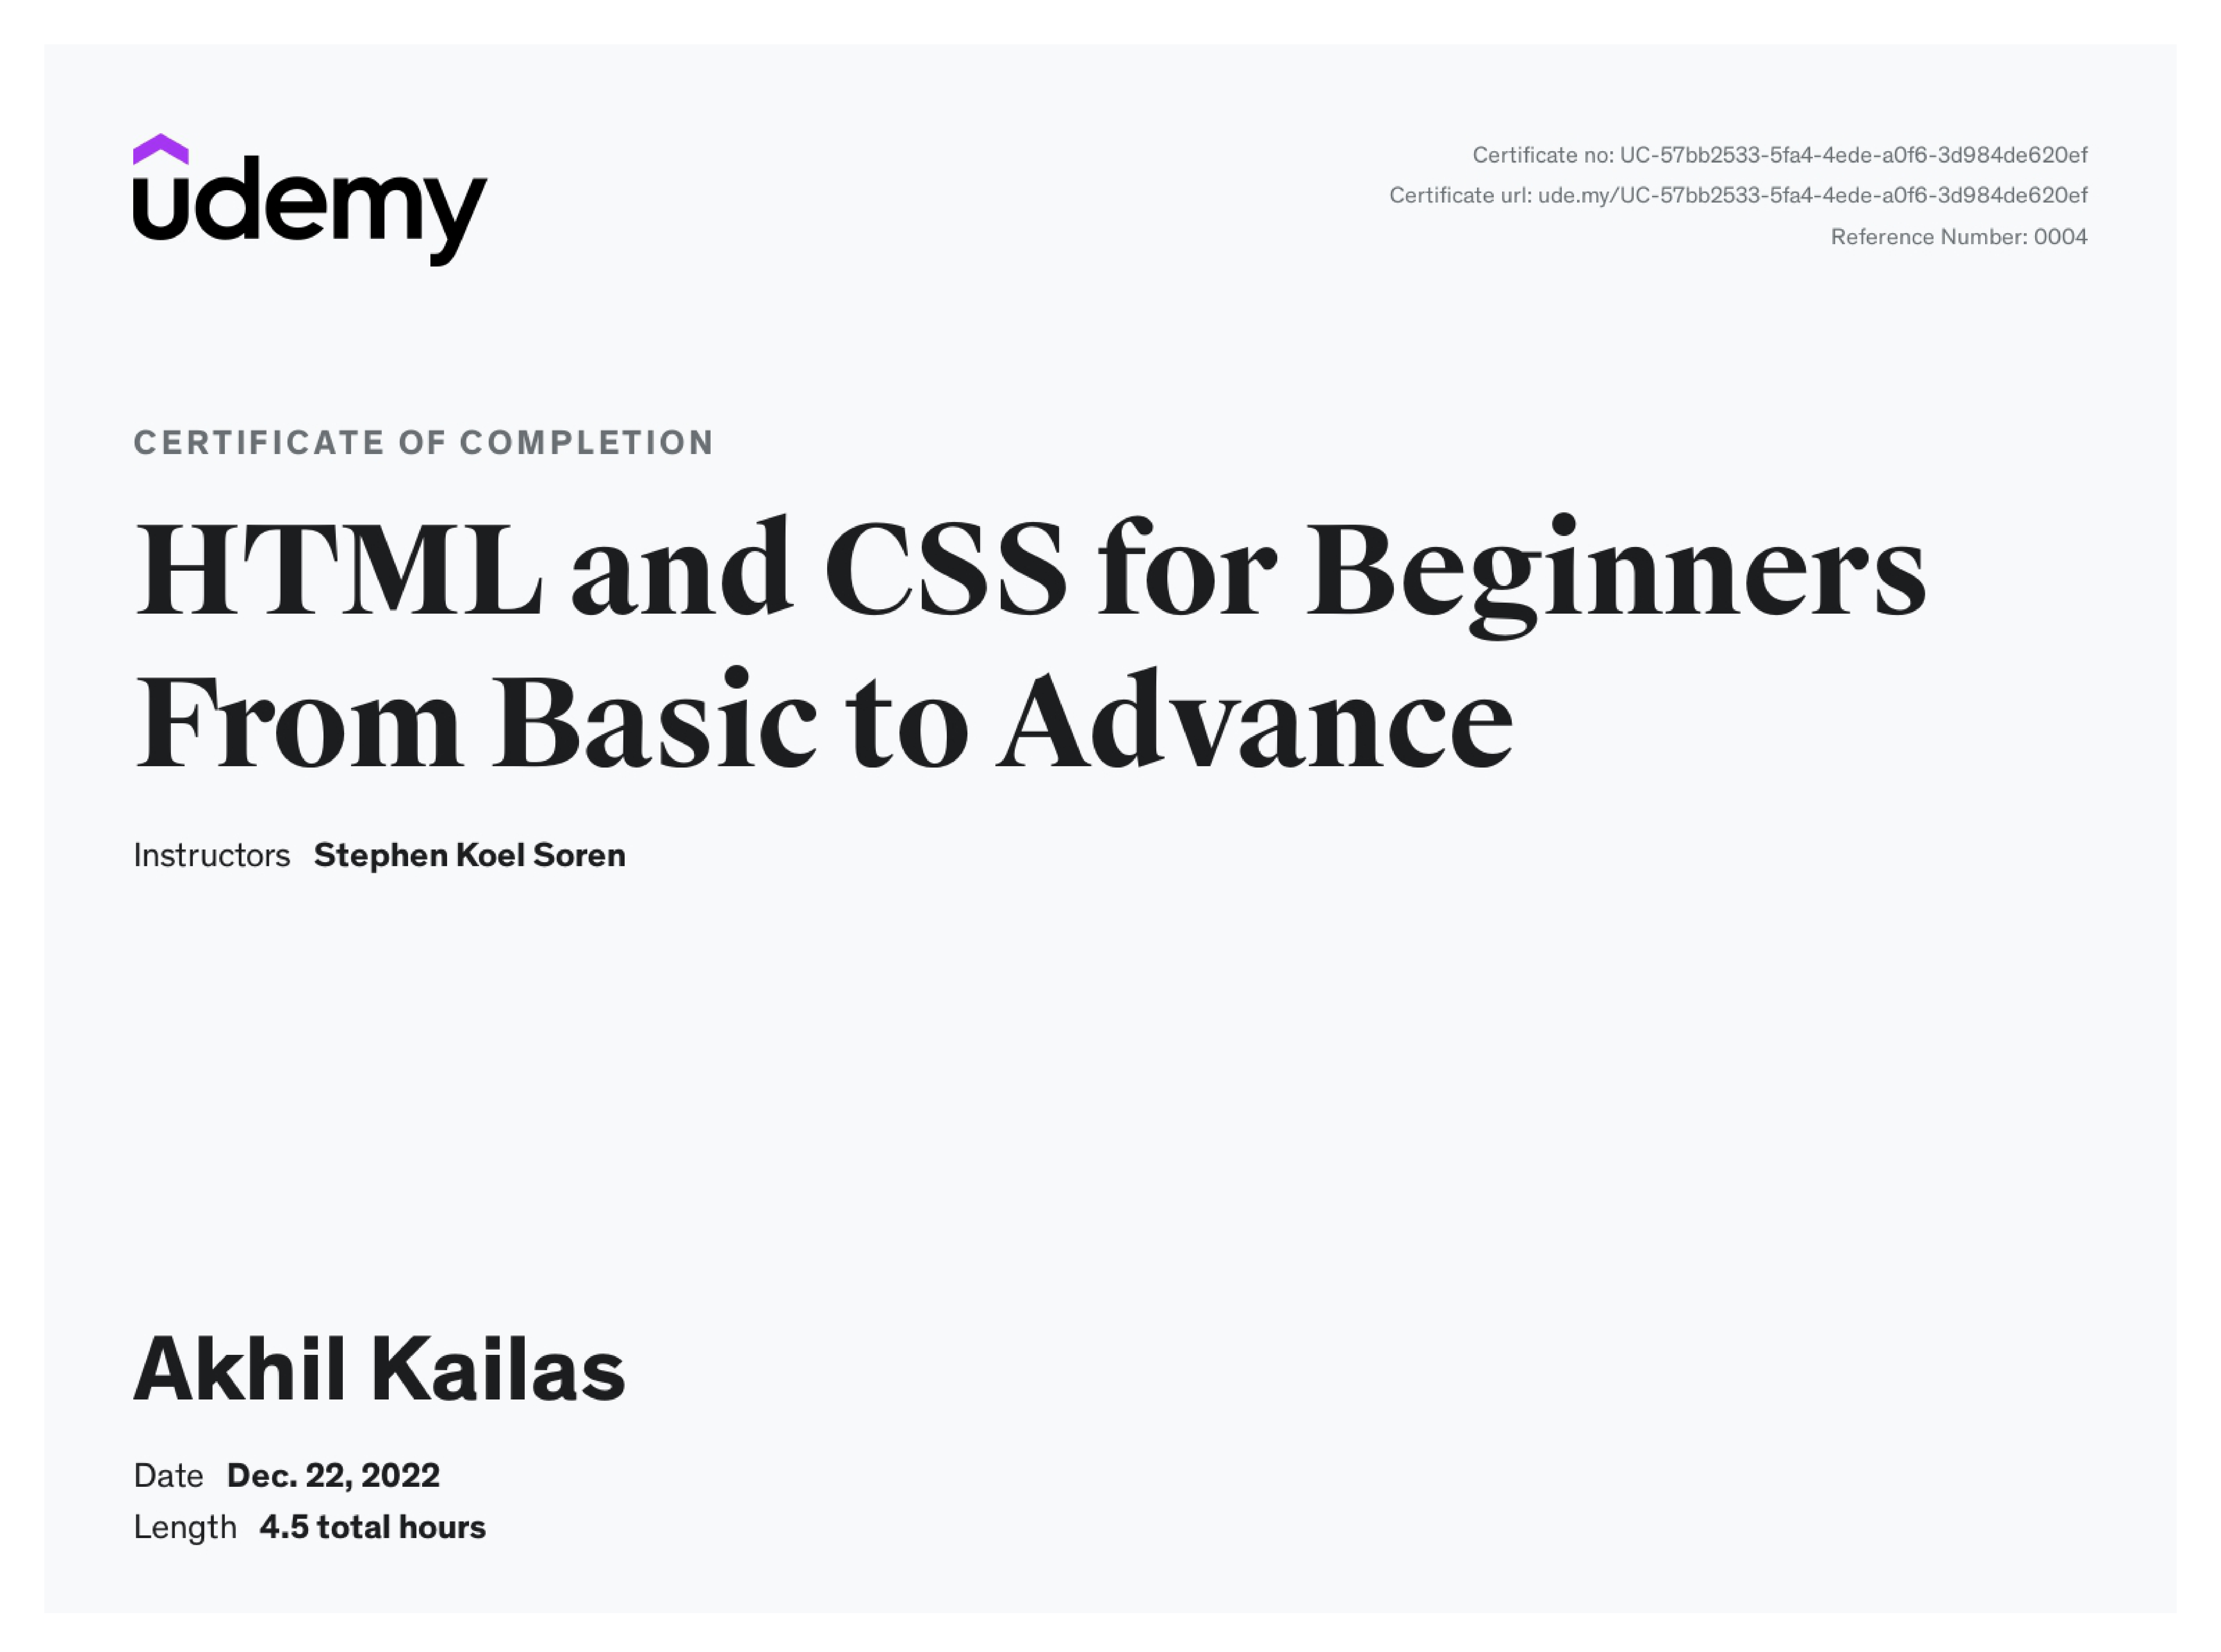 udemy
Certificate no: UC-57bb2533-5fa4-4ede-a0f6-3d984de620ef
Certificate url: ude.my/UC-57bb2533-5fa4-4ede-a0f6-3d984de620ef
Reference Number: 0004
CERTIFICATE OF COMPLETION
HTML and CSS for Beginners
From Basic to Advance
Instructors Stephen Koel Soren
Akhil Kailas
Date Dec. 22, 2022
Length 4.5 total hours